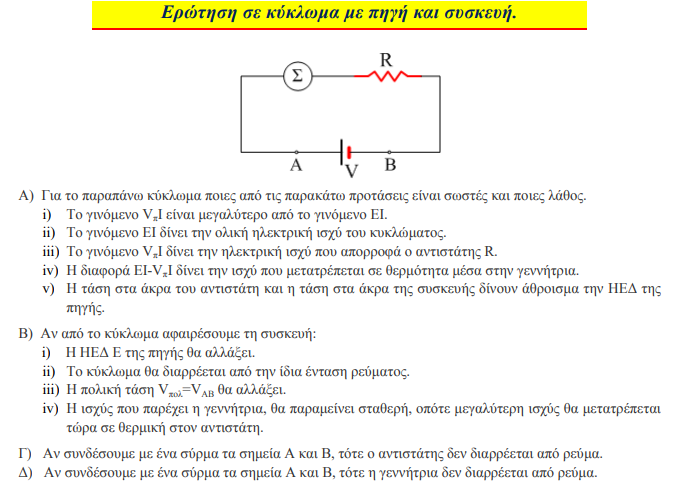 Ερώτηση σε κύκλωμα με πηγή και συσκευή.
Σ
R
A
V
B
Α) Για το παραπάνω κύκλωμα ποιες από τις παρακάτω προτάσεις είναι σωστές και ποιες λάθος.
i) Το γινόμενο VπI είναι μεγαλύτερο από το γινόμενο ΕΙ.
ii) Το γινόμενο ΕΙ δίνει την ολική ηλεκτρική ισχύ του κυκλώματος.
iii) Το γινόμενο VπI δίνει την ηλεκτρική ισχύ που απορροφά ο αντιστάτης R.
iv) Η διαφορά ΕΙ-VπI δίνει την ισχύ που μετατρέπεται σε θερμότητα μέσα στην γεννήτρια.
v) Η τάση στα άκρα του αντιστάτη και η τάση στα άκρα της συσκευής δίνουν άθροισμα την ΗΕΔ της
πηγής.
Β) Αν από το κύκλωμα αφαιρέσουμε τη συσκευή:
i) Η ΗΕΔ Ε της πηγής θα αλλάξει.
ii) Το κύκλωμα θα διαρρέεται από την ίδια ένταση ρεύματος.
iii) Η πολική τάση Vπολ=VAB θα αλλάξει.
iv) Η ισχύς που παρέχει η γεννήτρια, θα παραμείνει σταθερή, οπότε μεγαλύτερη ισχύς θα μετατρέπεται
τώρα σε θερμική στον αντιστάτη.
Γ) Αν συνδέσουμε με ένα σύρμα τα σημεία Α και Β, τότε ο αντιστάτης δεν διαρρέεται από ρεύμα.
Δ) Αν συνδέσουμε με ένα σύρμα τα σημεία Α και Β, τότε η γεννήτρια δεν διαρρέεται από ρεύμα.